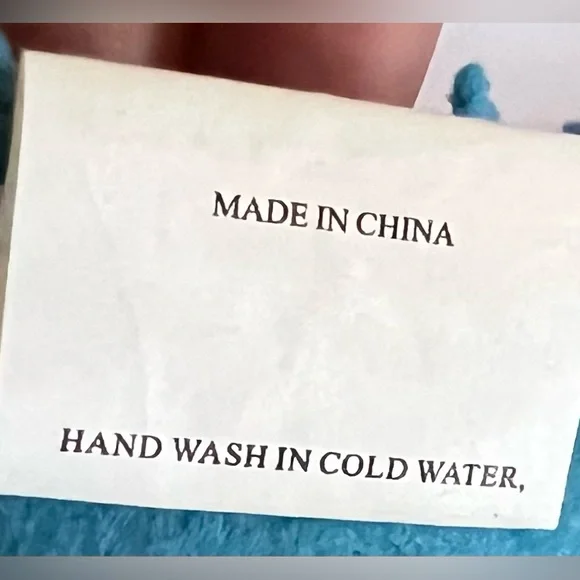 MADE IN CHINA
HAND WASH IN COLD WATER,